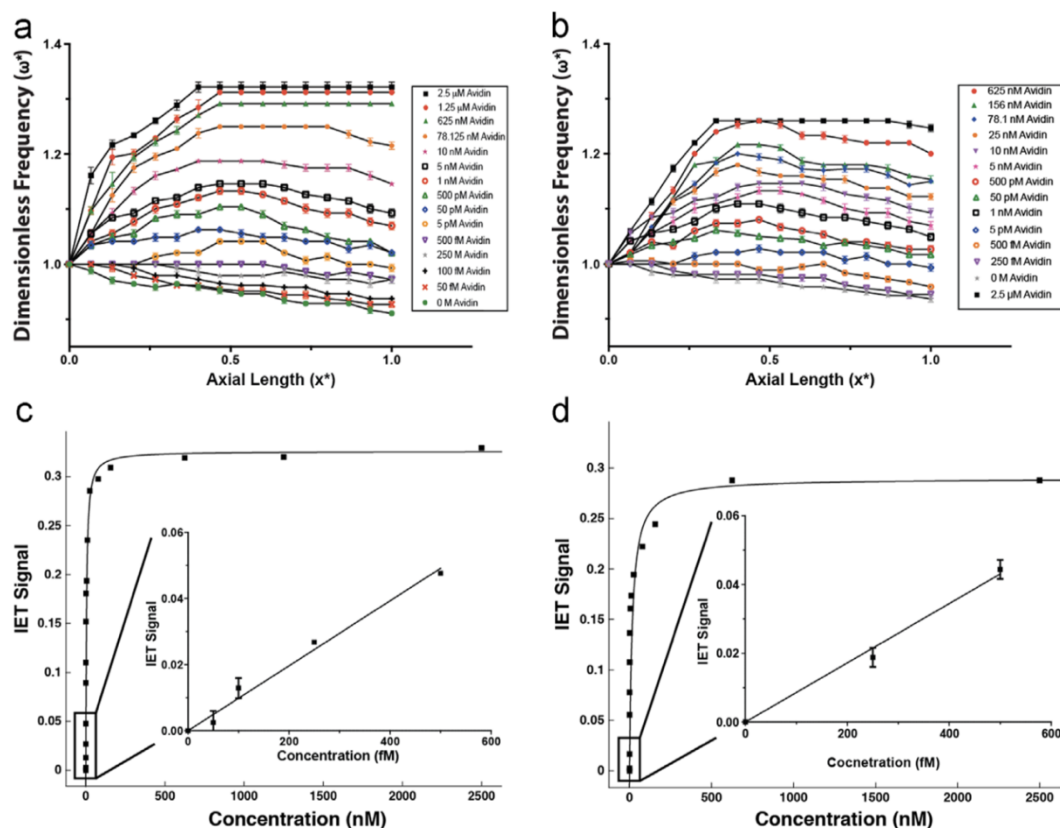 a
1.4
1.2
1.0
0.0
0.5
1.0
Dimensionless Frequency (ω*)
Axial Length (x*)
2.5 μM Avidin
1.25 μM Avidin
625 nM Avidin
78.125 nM Avidin
10 nM Avidin
5 nM Avidin
1 nM Avidin
500 pM Avidin
50 pM Avidin
5 pM Avidin
500 fM Avidin
250 M Avidin
100 fM Avidin
50 fM Avidin
0 M Avidin
b
1.4
1.2
1.0
0.0
0.5
1.0
Dimensionless Frequency (ω*)
Axial Length (x*)
625 nM Avidin
156 nM Avidin
78.1 nM Avidin
25 nM Avidin
10 nM Avidin
5 nM Avidin
500 pM Avidin
50 pM Avidin
1 nM Avidin
5 pM Avidin
500 fM Avidin
250 fM Avidin
0 M Avidin
2.5 μM Avidin
c
0.3
0.25
0.2
0.15
0.1
0.05
0
0
500
1000
1500
2000
2500
IET Signal
Concentration (nM)
0.06
0.04
0.02
0.00
0
200
400
600
IET Signal
Concentration (fM)
d
0.3
0.25
0.2
0.15
0.1
0.05
0
0
500
1000
1500
2000
2500
IET Signal
Concentration (nM)
0.06
0.04
0.02
0.00
0
200
400
600
IET Signal
Cocnetration (fM)